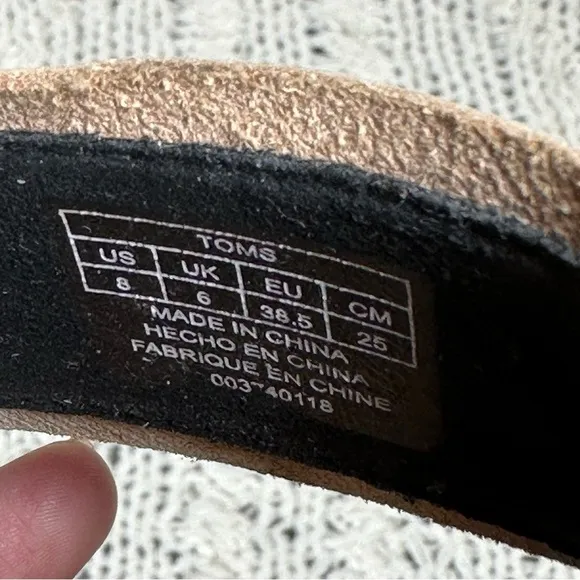 TOMS
US UK EU CM
8 6 38.5 25
MADE IN CHINA
HECHO EN CHINA
FABRIQUE EN CHINE